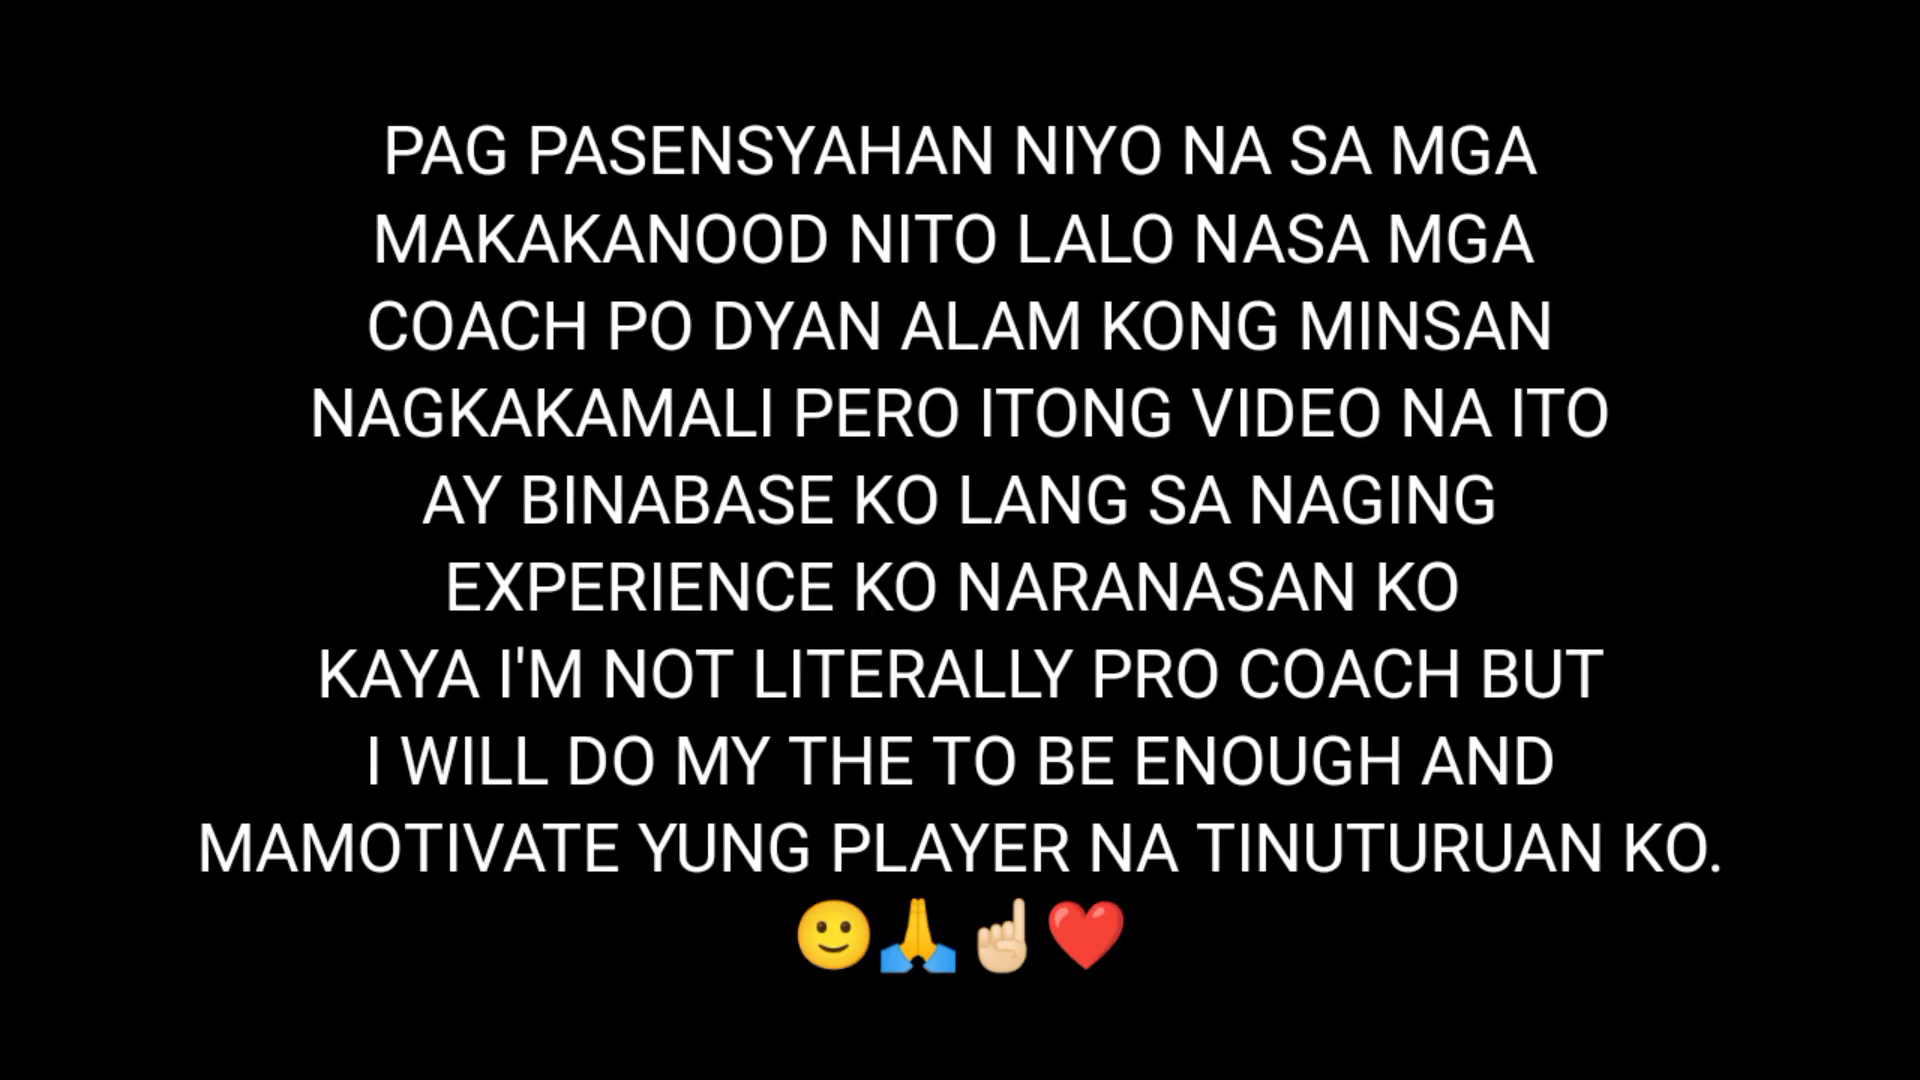 PAG PASENSYAHAN NIYO NA SA MGA
MAKAKANOOD NITO LALO NASA MGA
COACH PO DYAN ALAM KONG MINSAN
NAGKAKAMALI PERO ITONG VIDEO NA ITO
AY BINABASE KO LANG SA NAGING
EXPERIENCE KO NARANASAN KO
KAYA I'M NOT LITERALLY PRO COACH BUT
I WILL DO MY THE TO BE ENOUGH AND
MAMOTIVATE YUNG PLAYER NA TINUTURUAN KO.
🙂🙏☝🏻❤️